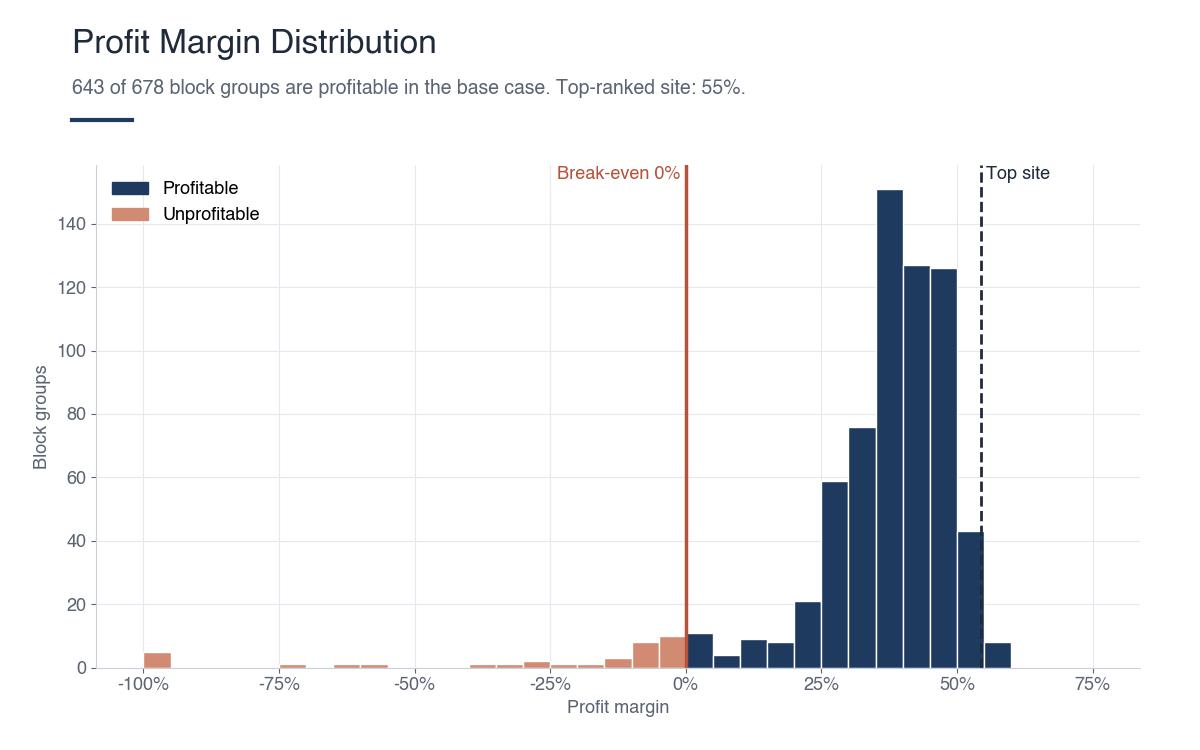 Profit Margin Distribution
643 of 678 block groups are profitable in the base case. Top-ranked site: 55%.
Break-even 0%
Top site
Profitable
Unprofitable
140
120
100
80
60
40
20
0
Block groups
-100%
-75%
-50%
-25%
0%
25%
50%
75%
Profit margin